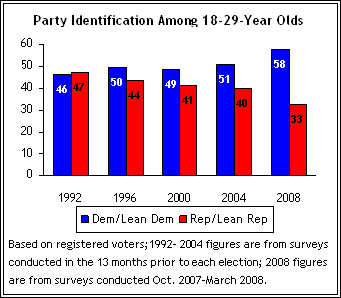 Party Identification Among 18-29-Year Olds
60
50
40
30
20
10
0
46 47 50 44 49 41 51 40 58 33
1992 1996 2000 2004 2008
Dem/Lean Dem Rep/Lean Rep
Based on registered voters; 1992- 2004 figures are from surveys
conducted in the 13 months prior to each election; 2008 figures
are from surveys conducted Oct. 2007-March 2008.